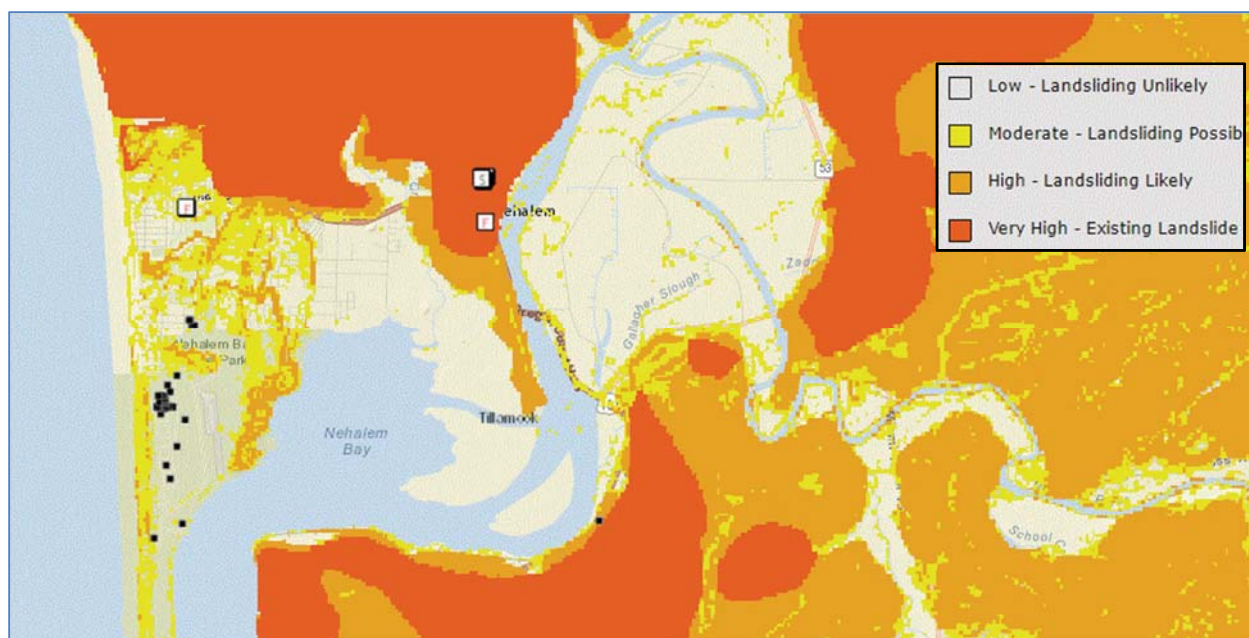 Low - Landsliding Unlikely
Moderate - Landsliding Possib
High - Landsliding Likely
Very High - Existing Landslide
53
S
F
F
ehalem
Gallagher Slough
Nehalem
Bay
Tillamook
School